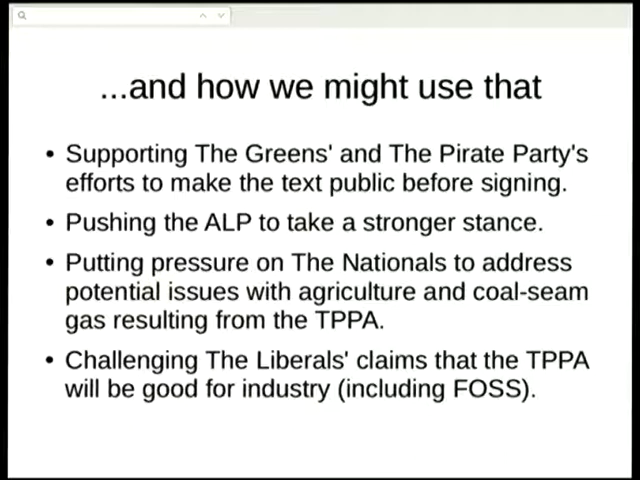 ...and how we might use that
• Supporting The Greens' and The Pirate Party's
efforts to make the text public before signing.
• Pushing the ALP to take a stronger stance.
• Putting pressure on The Nationals to address
potential issues with agriculture and coal-seam
gas resulting from the TPPA.
• Challenging The Liberals' claims that the TPPA
will be good for industry (including FOSS).